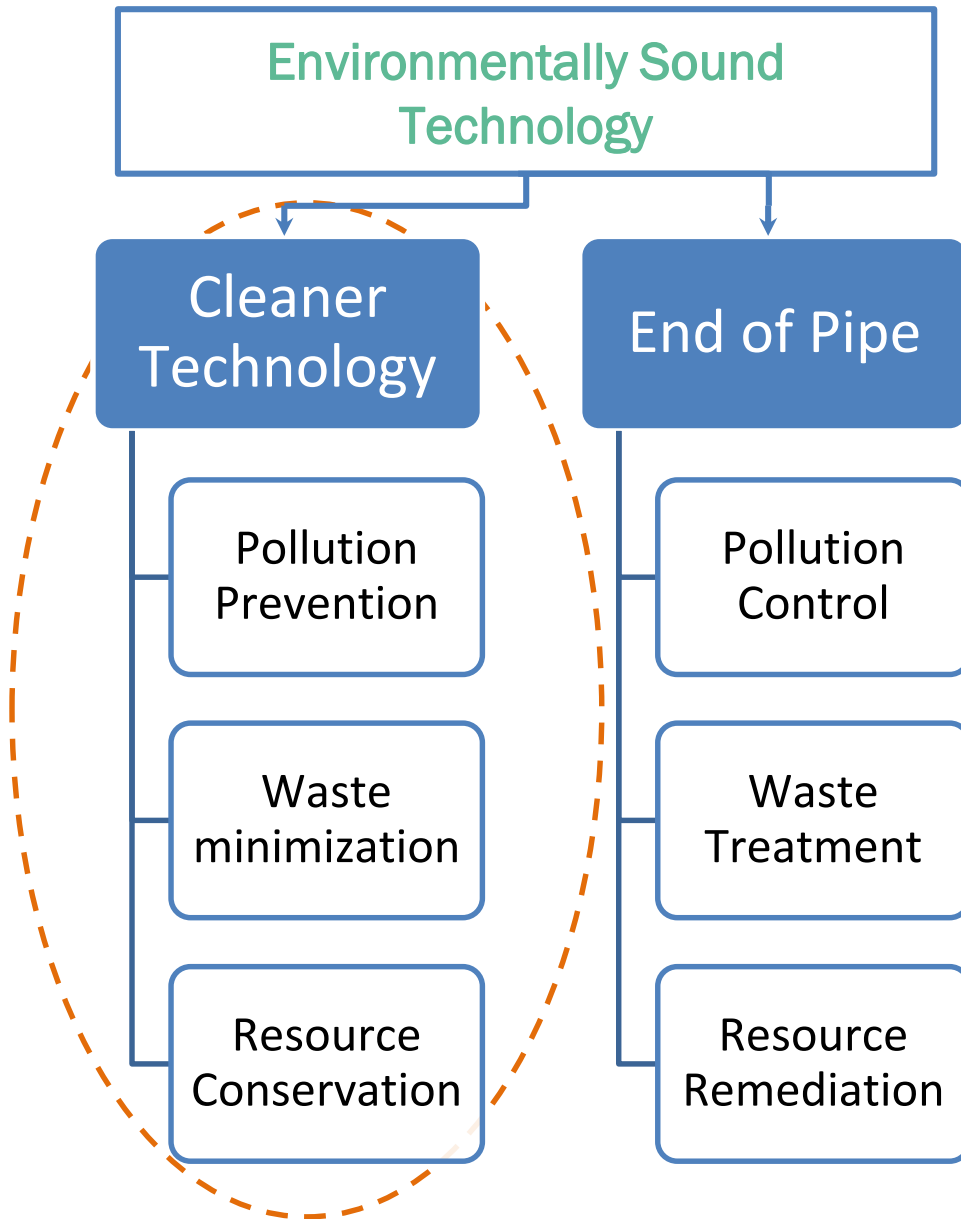 Environmentally Sound
Technology
Cleaner
Technology
Pollution
Prevention
Waste
minimization
Resource
Conservation
End of Pipe
Pollution
Control
Waste
Treatment
Resource
Remediation